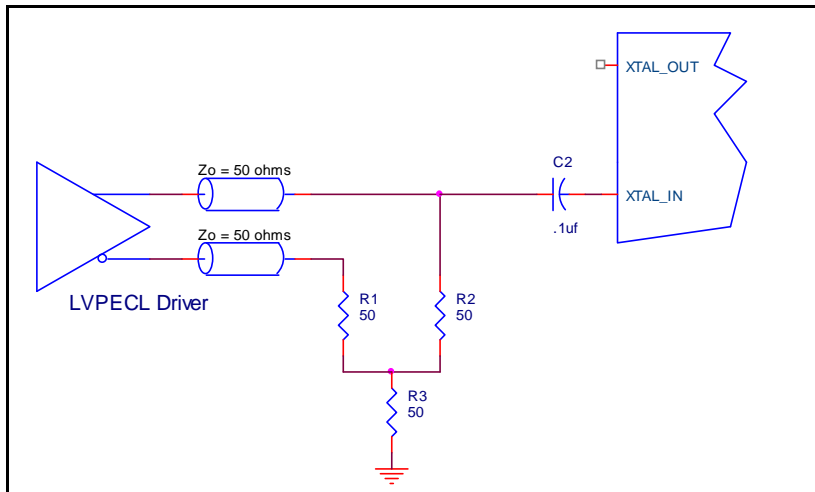 XTAL_OUT
Zo = 50 ohms
C2
XTAL_IN
.1uf
Zo = 50 ohms
LVPECL Driver
R1
50
R2
50
R3
50